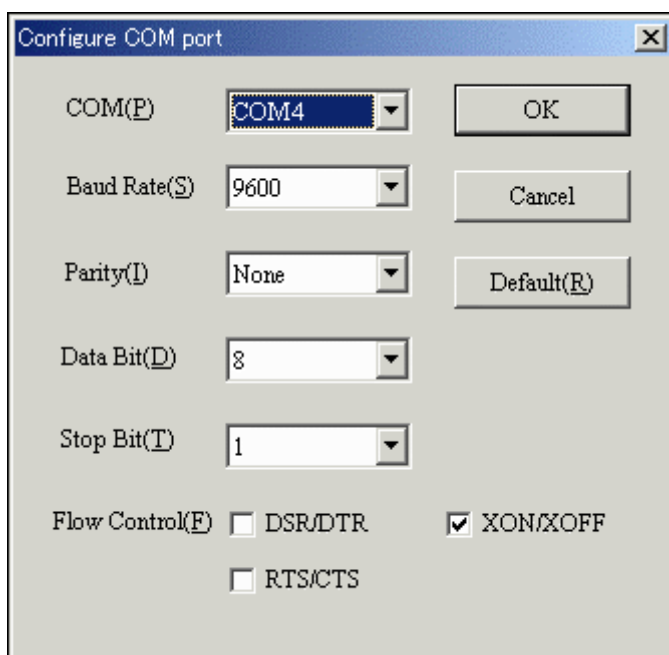 Configure COM port
COM(P) COM4 OK
Baud Rate(S) 9600 Cancel
Parity(I) None Default(R)
Data Bit(D) 8
Stop Bit(T) 1
Flow Control(F) DSR/DTR XON/XOFF
RTS/CTS